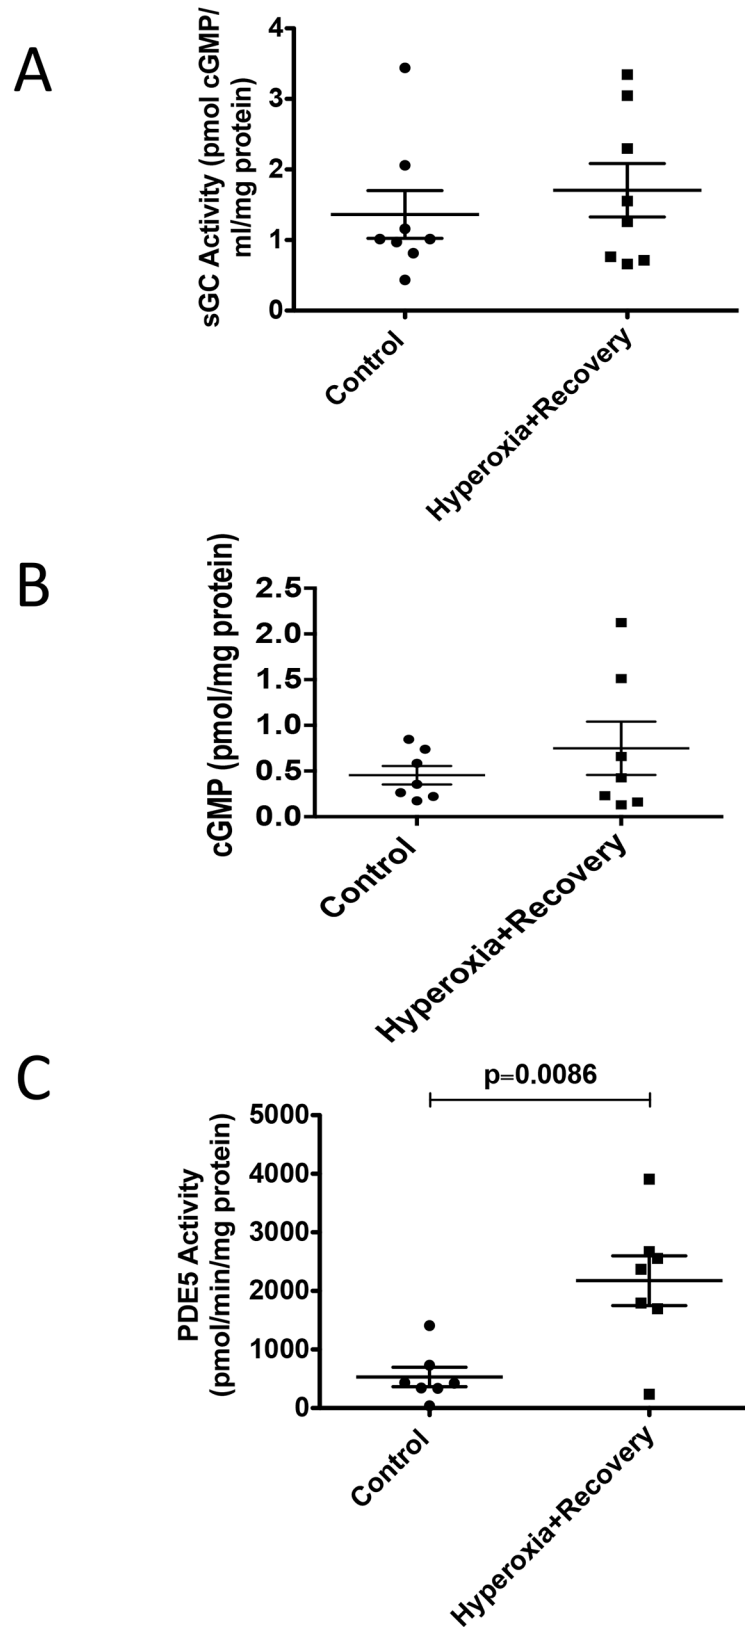 A
sGC Activity (pmol cGMP/
ml/mg protein)
4
3
2
1
0
Control
Hyperoxia+Recovery
B
cGMP (pmol/mg protein)
2.5
2.0
1.5
1.0
0.5
0.0
Control
Hyperoxia+Recovery
C
p=0.0086
PDE5 Activity
(pmol/min/mg protein)
5000
4000
3000
2000
1000
0
Control
Hyperoxia+Recovery